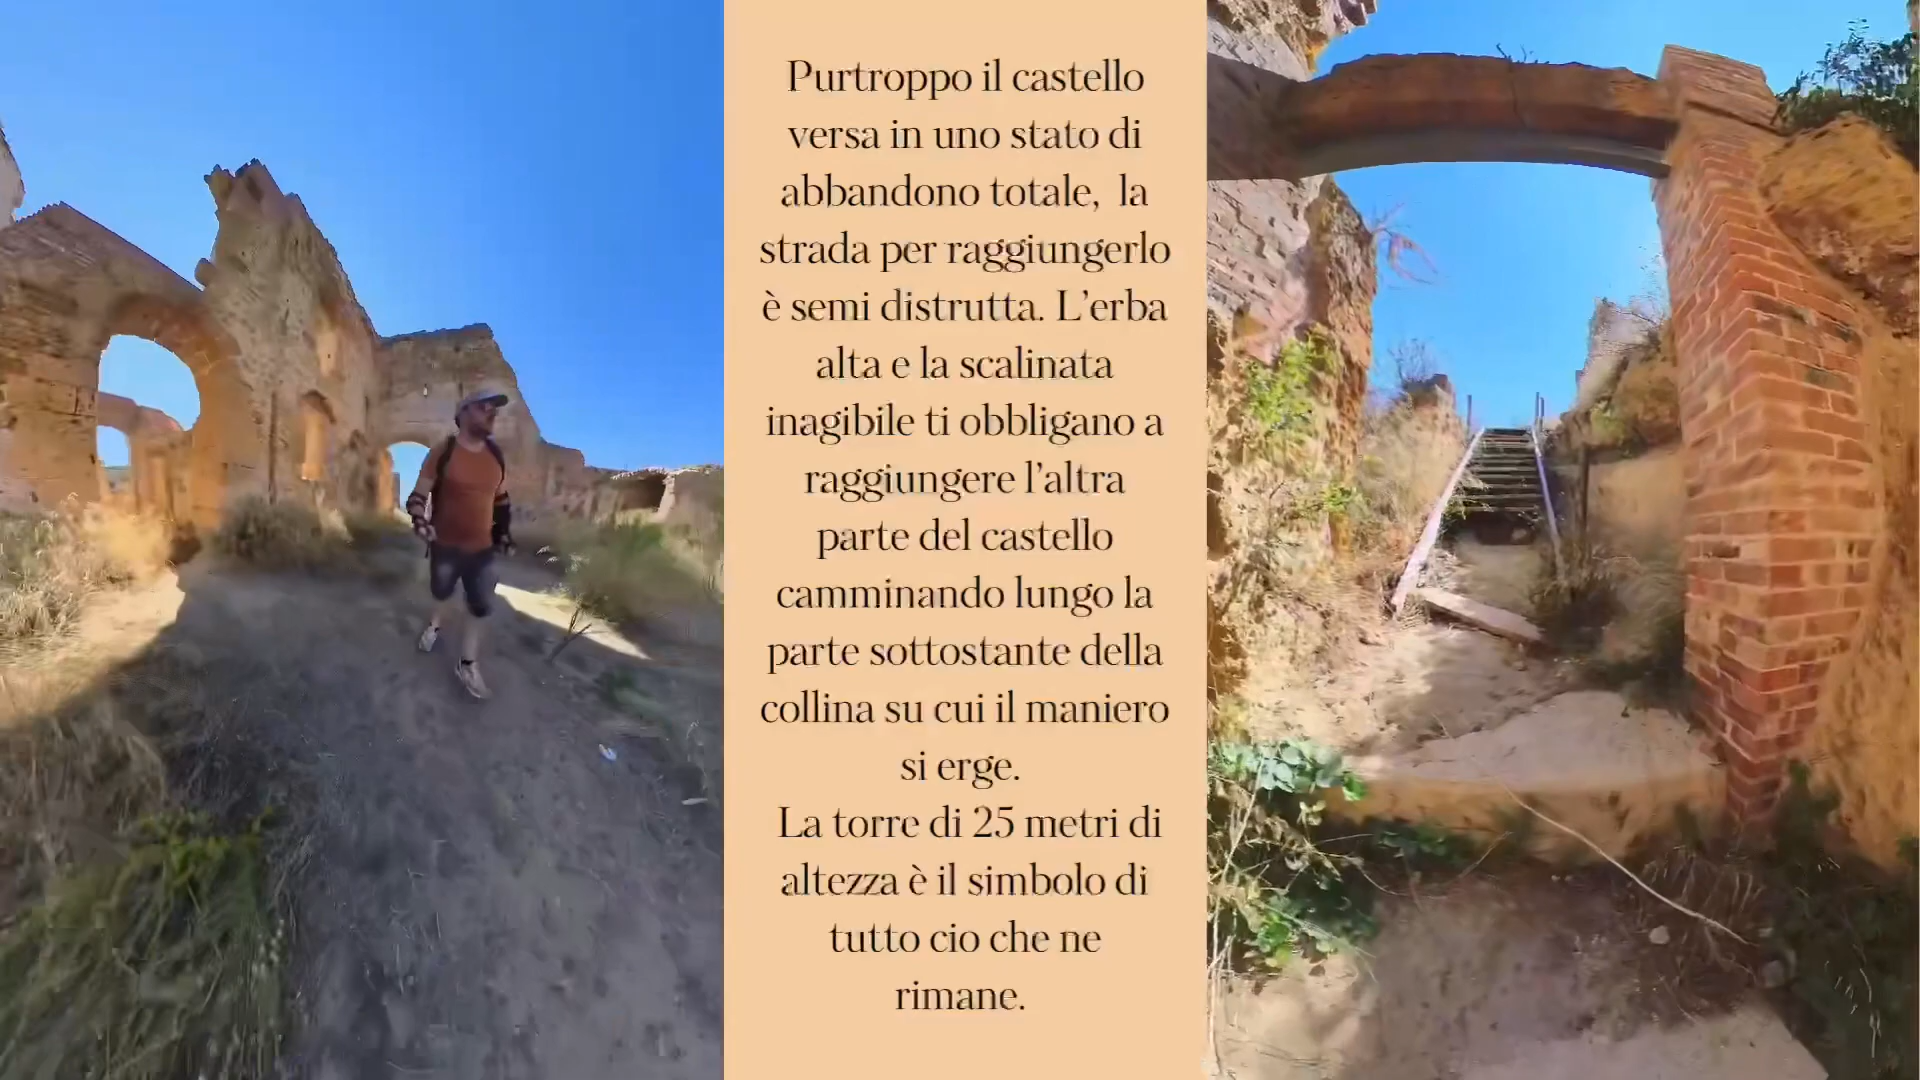 Purtroppo il castello
versa in uno stato di
abbandono totale,  la
strada per raggiungerlo
è semi distrutta. L’erba
alta e la scalinata
inagibile ti obbligano a
raggiungere l’altra
parte del castello
camminando lungo la
parte sottostante della
collina su cui il maniero
si erge.
La torre di 25 metri di
altezza è il simbolo di
tutto cio che ne
rimane.